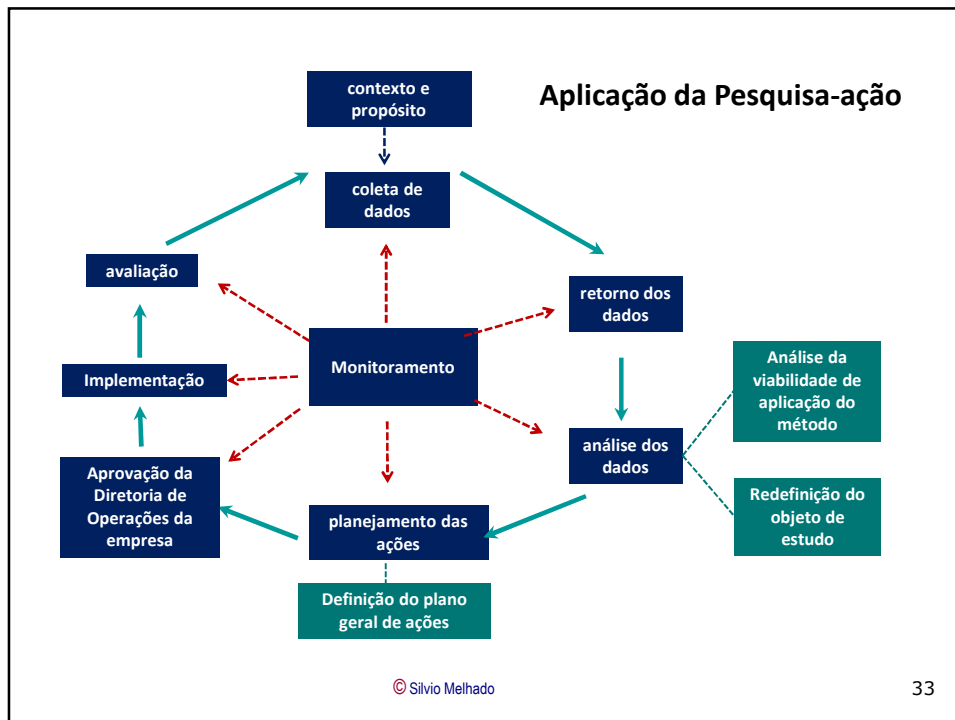 Aplicação da Pesquisa-ação
contexto e
propósito
coleta de
dados
avaliação
retorno dos
dados
Monitoramento
Análise da
viabilidade de
aplicação do
método
Implementação
análise dos
dados
Aprovação da
Diretoria de
Operações da
empresa
planejamento das
ações
Redefinição do
objeto de
estudo
Definição do plano
geral de ações
© Silvio Melhado
33